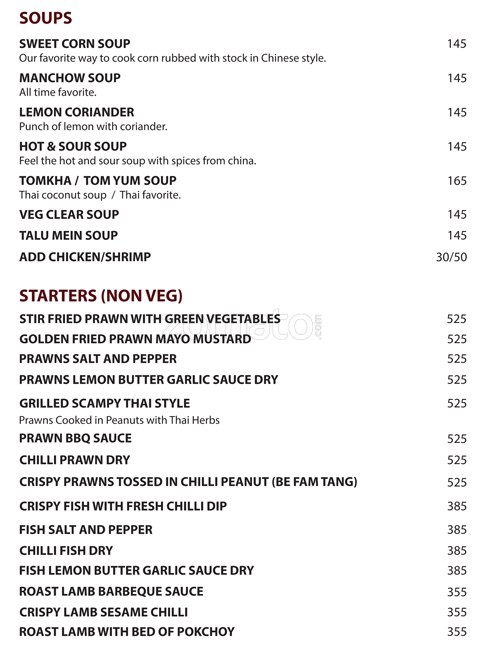 SOUPS
SWEET CORN SOUP 145
Our favorite way to cook corn rubbed with stock in Chinese style.
MANCHOW SOUP 145
All time favorite.
LEMON CORIANDER 145
Punch of lemon with coriander.
HOT & SOUR SOUP 145
Feel the hot and sour soup with spices from china.
TOMKHA / TOM YUM SOUP 165
Thai coconut soup / Thai favorite.
VEG CLEAR SOUP 145
TALU MEIN SOUP 145
ADD CHICKEN/SHRIMP 30/50
STARTERS (NON VEG)
STIR FRIED PRAWN WITH GREEN VEGETABLES 525
zomato.com
GOLDEN FRIED PRAWN MAYO MUSTARD 525
PRAWNS SALT AND PEPPER 525
PRAWNS LEMON BUTTER GARLIC SAUCE DRY 525
GRILLED SCAMPY THAI STYLE 525
Prawns Cooked in Peanuts with Thai Herbs
PRAWN BBQ SAUCE 525
CHILLI PRAWN DRY 525
CRISPY PRAWNS TOSSED IN CHILLI PEANUT (BE FAM TANG) 525
CRISPY FISH WITH FRESH CHILLI DIP 385
FISH SALT AND PEPPER 385
CHILLI FISH DRY 385
FISH LEMON BUTTER GARLIC SAUCE DRY 385
ROAST LAMB BARBEQUE SAUCE 355
CRISPY LAMB SESAME CHILLI 355
ROAST LAMB WITH BED OF POKCHOY 355